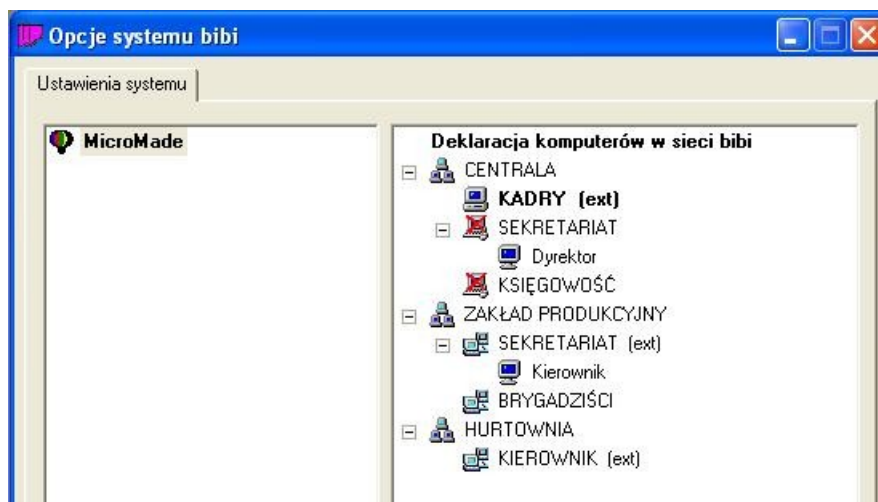 Opcje systemu bibi
Ustawienia systemu
MicroMade
Deklaracja komputerów w sieci bibi
CENTRALA
KADRY (ext)
SEKRETARIAT
Dyrektor
KSIĘGOWOŚĆ
ZAKŁAD PRODUKCYJNY
SEKRETARIAT (ext)
Kierownik
BRYGADZIŚCI
HURTOWNIA
KIEROWNIK (ext)